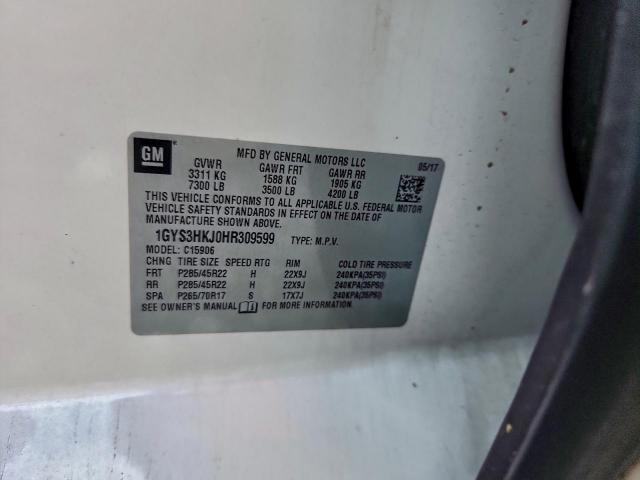 GM
MFD BY GENERAL MOTORS LLC
05/17
GVWR GAWR FRT GAWR RR
3311 KG 1588 KG 1905 KG
7300 LB 3500 LB 4200 LB
THIS VEHICLE CONFORMS TO ALL APPLICABLE U.S. FEDERAL MOTOR
VEHICLE SAFETY STANDARDS IN EFFECT ON THE DATE OF
MANUFACTURE SHOWN ABOVE.
1GYS3HKJ0HR309599 TYPE: M.P.V.
MODEL: C15906
CHNG TIRE SIZE SPEED RTG RIM COLD TIRE PRESSURE
FRT P285/45R22 H 22X9J 240KPA(35PSI)
RR P285/45R22 H 22X9J 240KPA(35PSI)
SPA P265/70R17 S 17X7J 240KPA(35PSI)
SEE OWNER'S MANUAL FOR MORE INFORMATION.